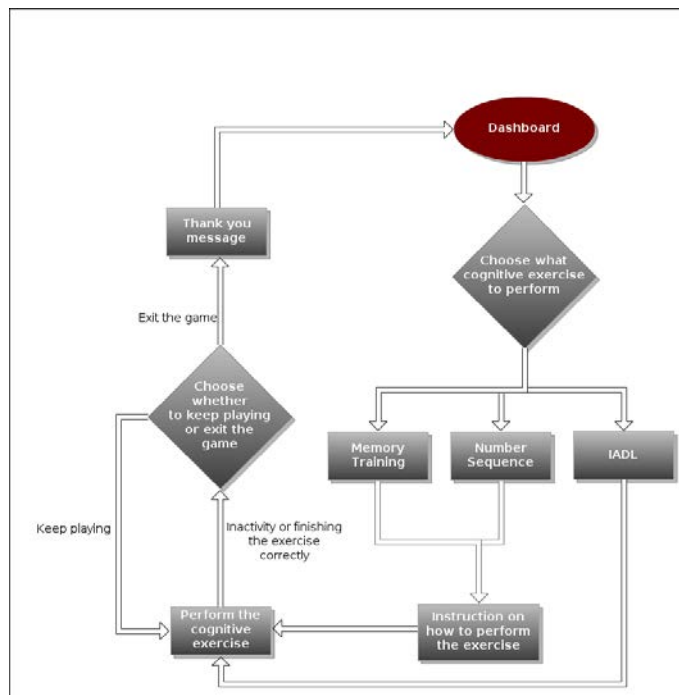 Dashboard
Thank you
message
Choose what
cognitive exercise
to perform
Exit the game
Choose
whether
to keep playing
or exit the
game
Memory
Training
Number
Sequence
IADL
Keep playing
Inactivity or finishing
the exercise
correctly
Perform the
cognitive
exercise
Instruction on
how to perform
the exercise